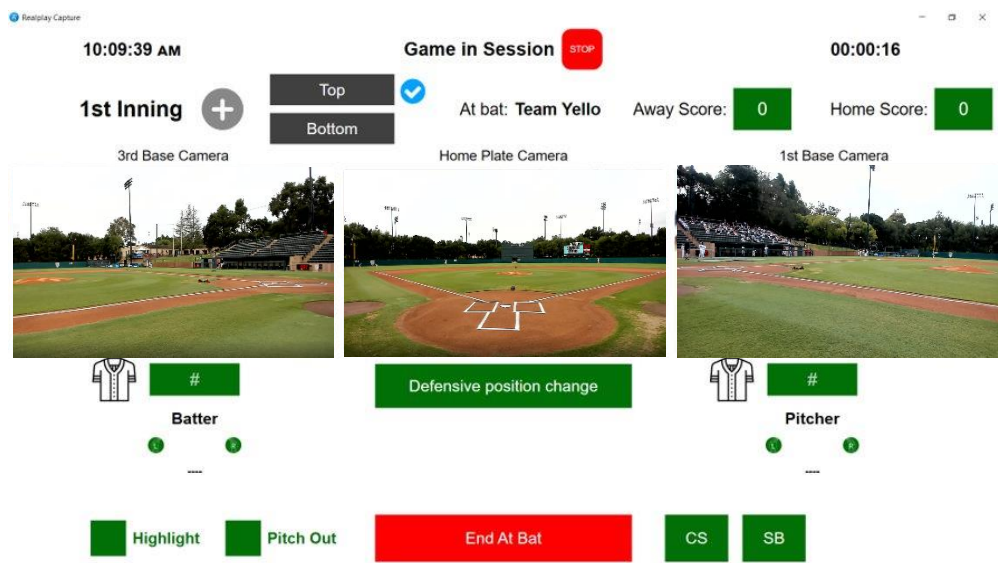 Realplay Capture
10:09:39 AM
Game in Session
STOP
00:00:16
1st Inning
+
Top
Bottom
At bat: Team Yello
Away Score: 0
Home Score: 0
3rd Base Camera
Home Plate Camera
1st Base Camera
#
Defensive position change
#
Batter
Pitcher
L
R
L
R
----
----
Highlight
Pitch Out
End At Bat
CS
SB